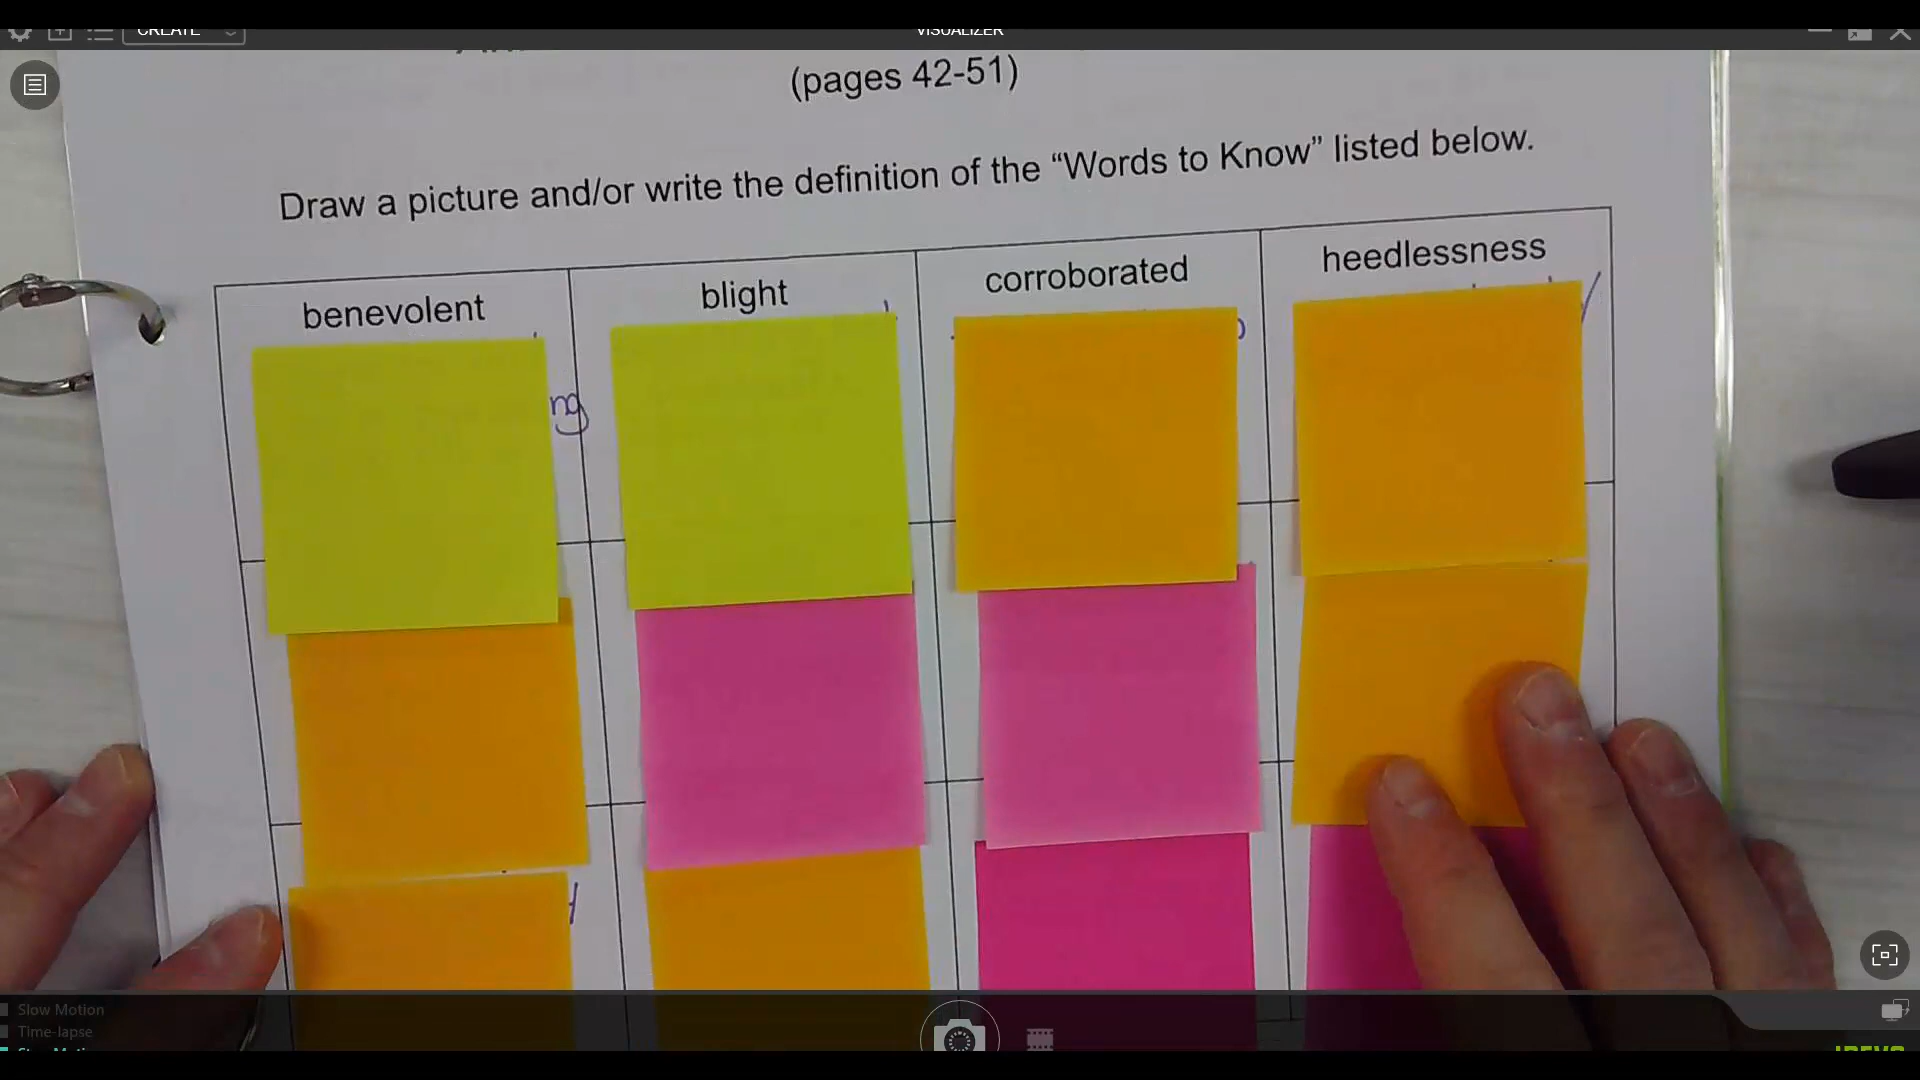 CREATE
VISUALIZER
(pages 42-51)
Draw a picture and/or write the definition of the “Words to Know” listed below.
benevolent
blight
corroborated
heedlessness
ng
Slow Motion
Time-lapse